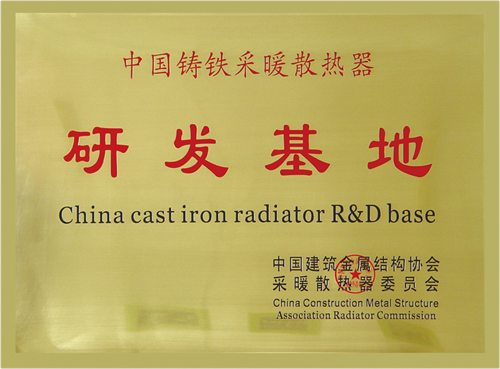 中国铸铁采暖散热器
研发基地
China cast iron radiator R&D base
中国建筑金属结构协会
采暖散热器委员会
China Construction Metal Structure
Association Radiator Commission